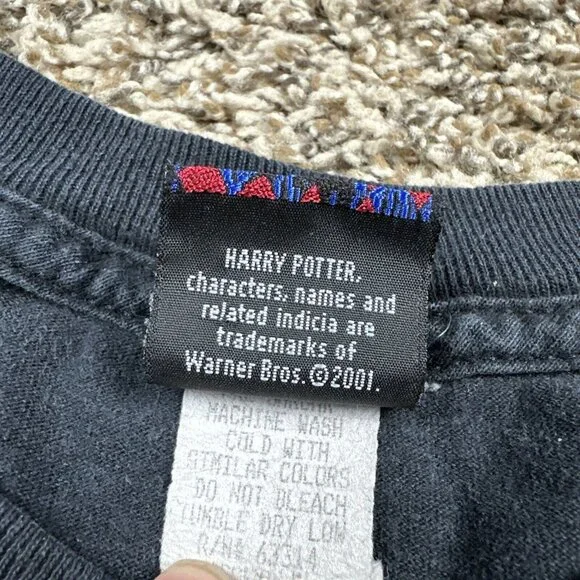 HARRY POTTER,
characters, names and
related indicia are
trademarks of
Warner Bros. ©2001.
MACHINE WASH
COLD WITH
SIMILAR COLORS
DO NOT BLEACH
TUMBLE DRY LOW
R/N# 63314